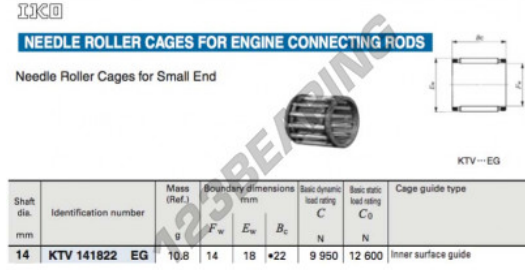 IKO
NEEDLE ROLLER CAGES FOR ENGINE CONNECTING RODS
Needle Roller Cages for Small End
Bc
Ew
Fw
KTV···EG
123BEARING
Shaft dia. mm
Identification number
Mass (Ref.) g
Boundary dimensions mm
Fw Ew Bc
Basic dynamic load rating C N
Basic static load rating C0 N
Cage guide type
14 KTV 141822 EG 10.8 14 18 •22 9 950 12 600 Inner surface guide